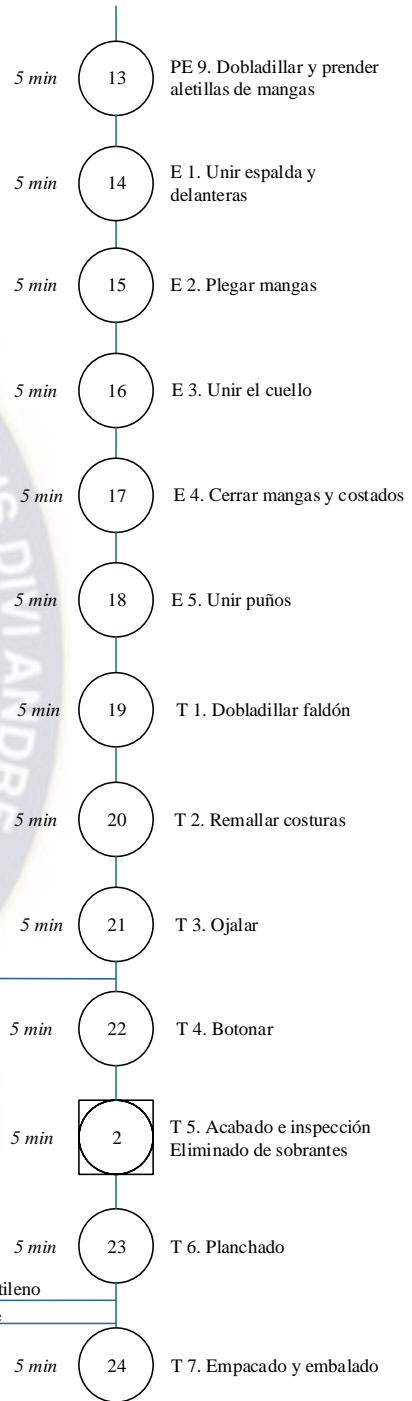 5 min 13 PE 9. Dobladillar y prender
aletillas de mangas
5 min 14 E 1. Unir espalda y
delanteras
5 min 15 E 2. Plegar mangas
5 min 16 E 3. Unir el cuello
5 min 17 E 4. Cerrar mangas y costados
5 min 18 E 5. Unir puños
5 min 19 T 1. Dobladillar faldón
5 min 20 T 2. Remallar costuras
5 min 21 T 3. Ojalar
5 min 22 T 4. Botonar
5 min 2 T 5. Acabado e inspección
Eliminado de sobrantes
5 min 23 T 6. Planchado
tileno
5 min 24 T 7. Empacado y embalado
DIVI ANDRE